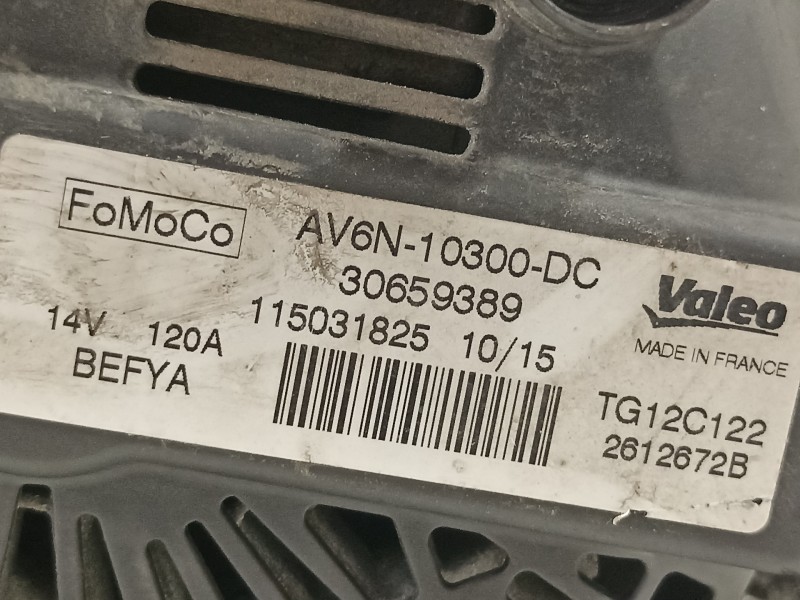 FoMoCo
AV6N-10300-DC
30659389
115031825 10/15
14V 120A
BEFYA
Valeo
MADE IN FRANCE
TG12C122
2612672B